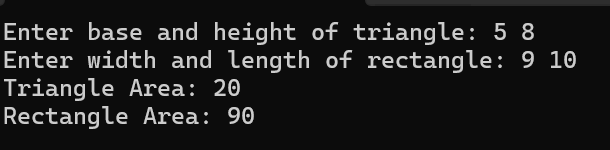 Enter base and height of triangle: 5 8
Enter width and length of rectangle: 9 10
Triangle Area: 20
Rectangle Area: 90